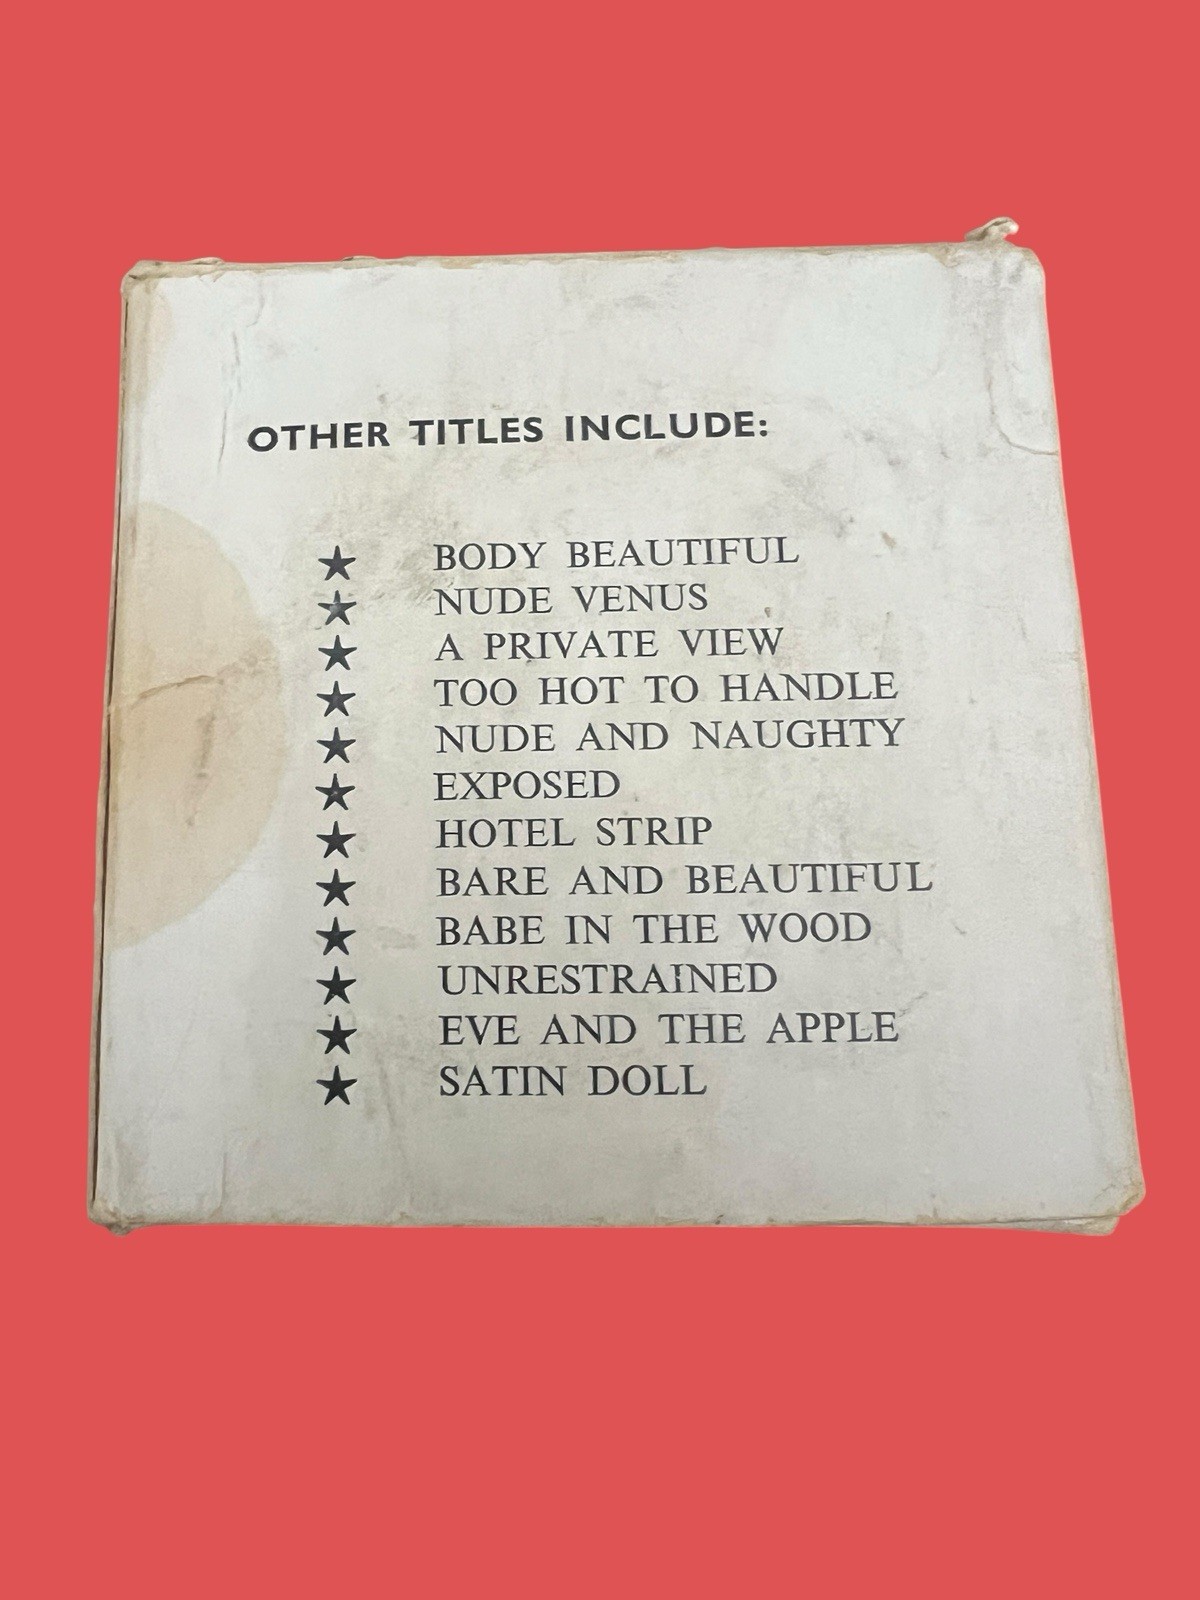 OTHER TITLES INCLUDE:
★ BODY BEAUTIFUL
★ NUDE VENUS
★ A PRIVATE VIEW
★ TOO HOT TO HANDLE
★ NUDE AND NAUGHTY
★ EXPOSED
★ HOTEL STRIP
★ BARE AND BEAUTIFUL
★ BABE IN THE WOOD
★ UNRESTRAINED
★ EVE AND THE APPLE
★ SATIN DOLL